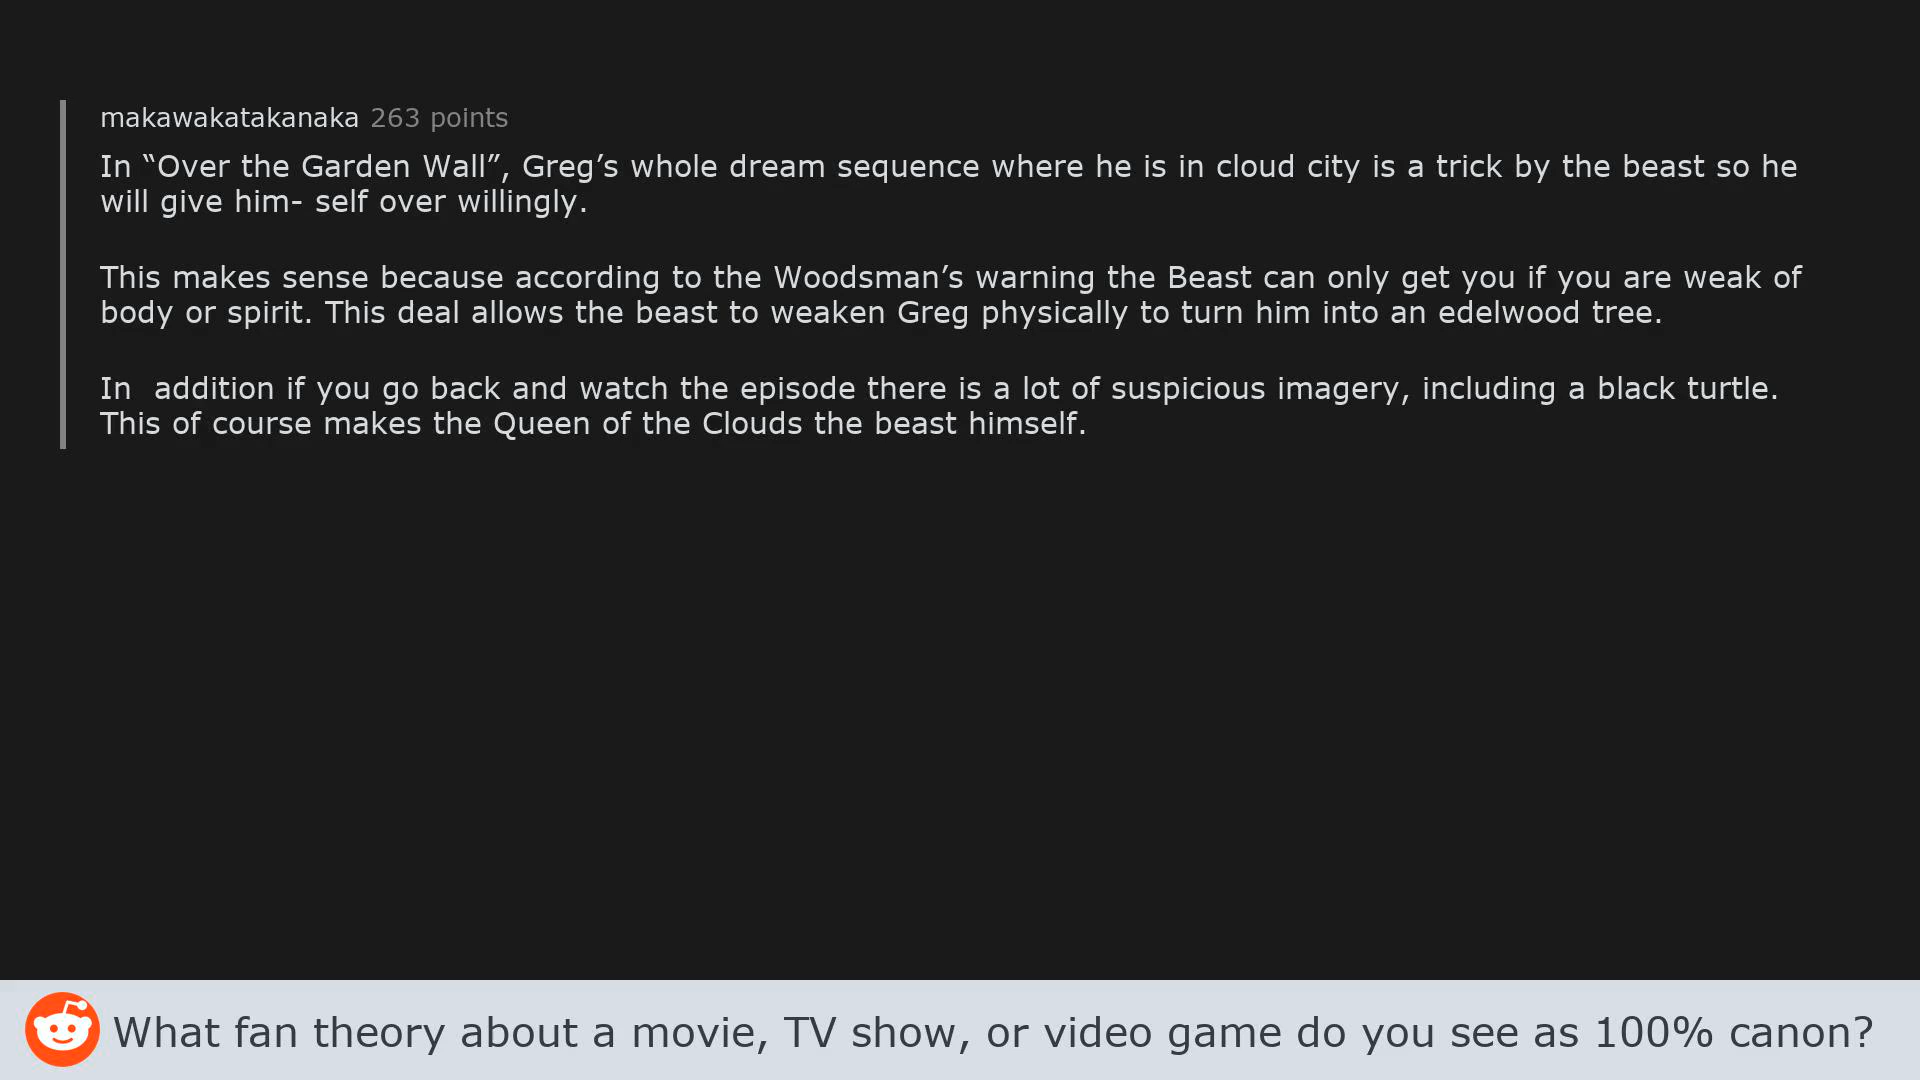 makawakatakanaka 263 points
In “Over the Garden Wall”, Greg’s whole dream sequence where he is in cloud city is a trick by the beast so he
will give him- self over willingly.
This makes sense because according to the Woodsman’s warning the Beast can only get you if you are weak of
body or spirit. This deal allows the beast to weaken Greg physically to turn him into an edelwood tree.
In  addition if you go back and watch the episode there is a lot of suspicious imagery, including a black turtle.
This of course makes the Queen of the Clouds the beast himself.
What fan theory about a movie, TV show, or video game do you see as 100% canon?